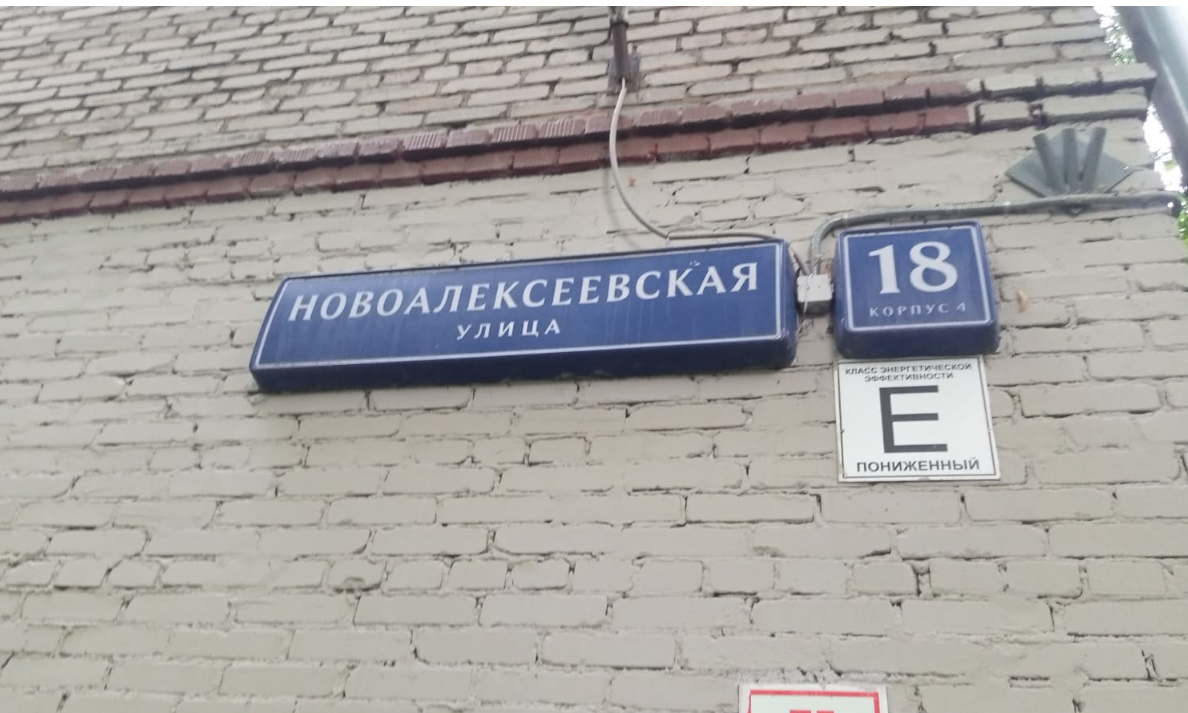 НОВОАЛЕКСЕЕВСКАЯ
УЛИЦА
18
КОРПУС 4
КЛАСС ЭНЕРГЕТИЧЕСКОЙ
ЭФФЕКТИВНОСТИ
E
ПОНИЖЕННЫЙ